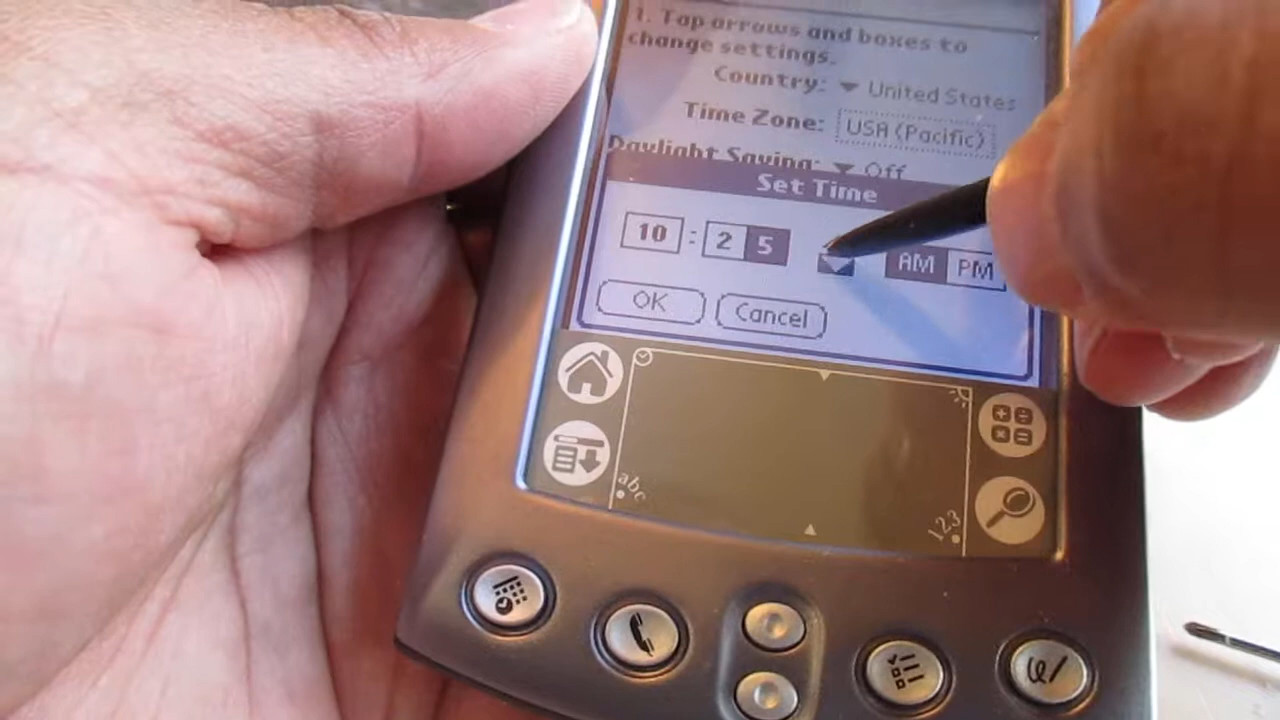 1. Tap arrows and boxes to
change settings.
Country: United States
Time Zone: USA (Pacific)
Daylight Saving: Off
Set Time
10 : 2 5 AM PM
OK Cancel
abc
123